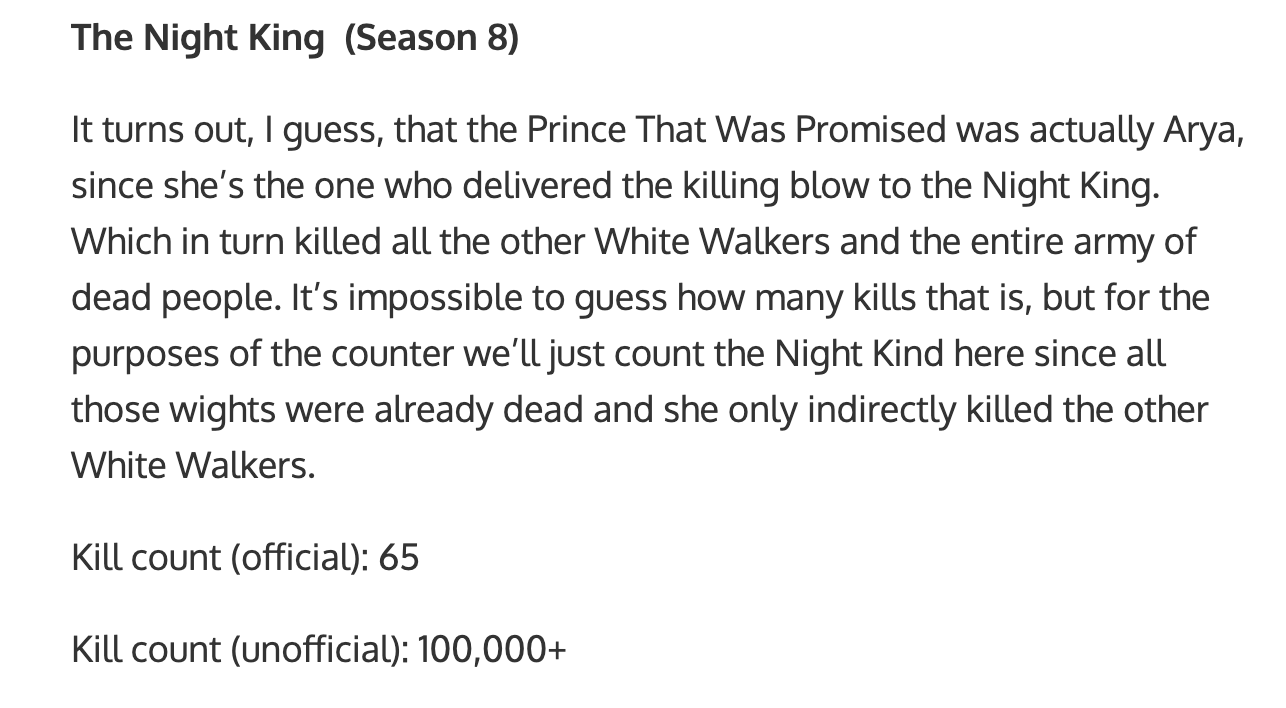 The Night King  (Season 8)
It turns out, I guess, that the Prince That Was Promised was actually Arya,
since she’s the one who delivered the killing blow to the Night King.
Which in turn killed all the other White Walkers and the entire army of
dead people. It’s impossible to guess how many kills that is, but for the
purposes of the counter we’ll just count the Night Kind here since all
those wights were already dead and she only indirectly killed the other
White Walkers.
Kill count (official): 65
Kill count (unofficial): 100,000+